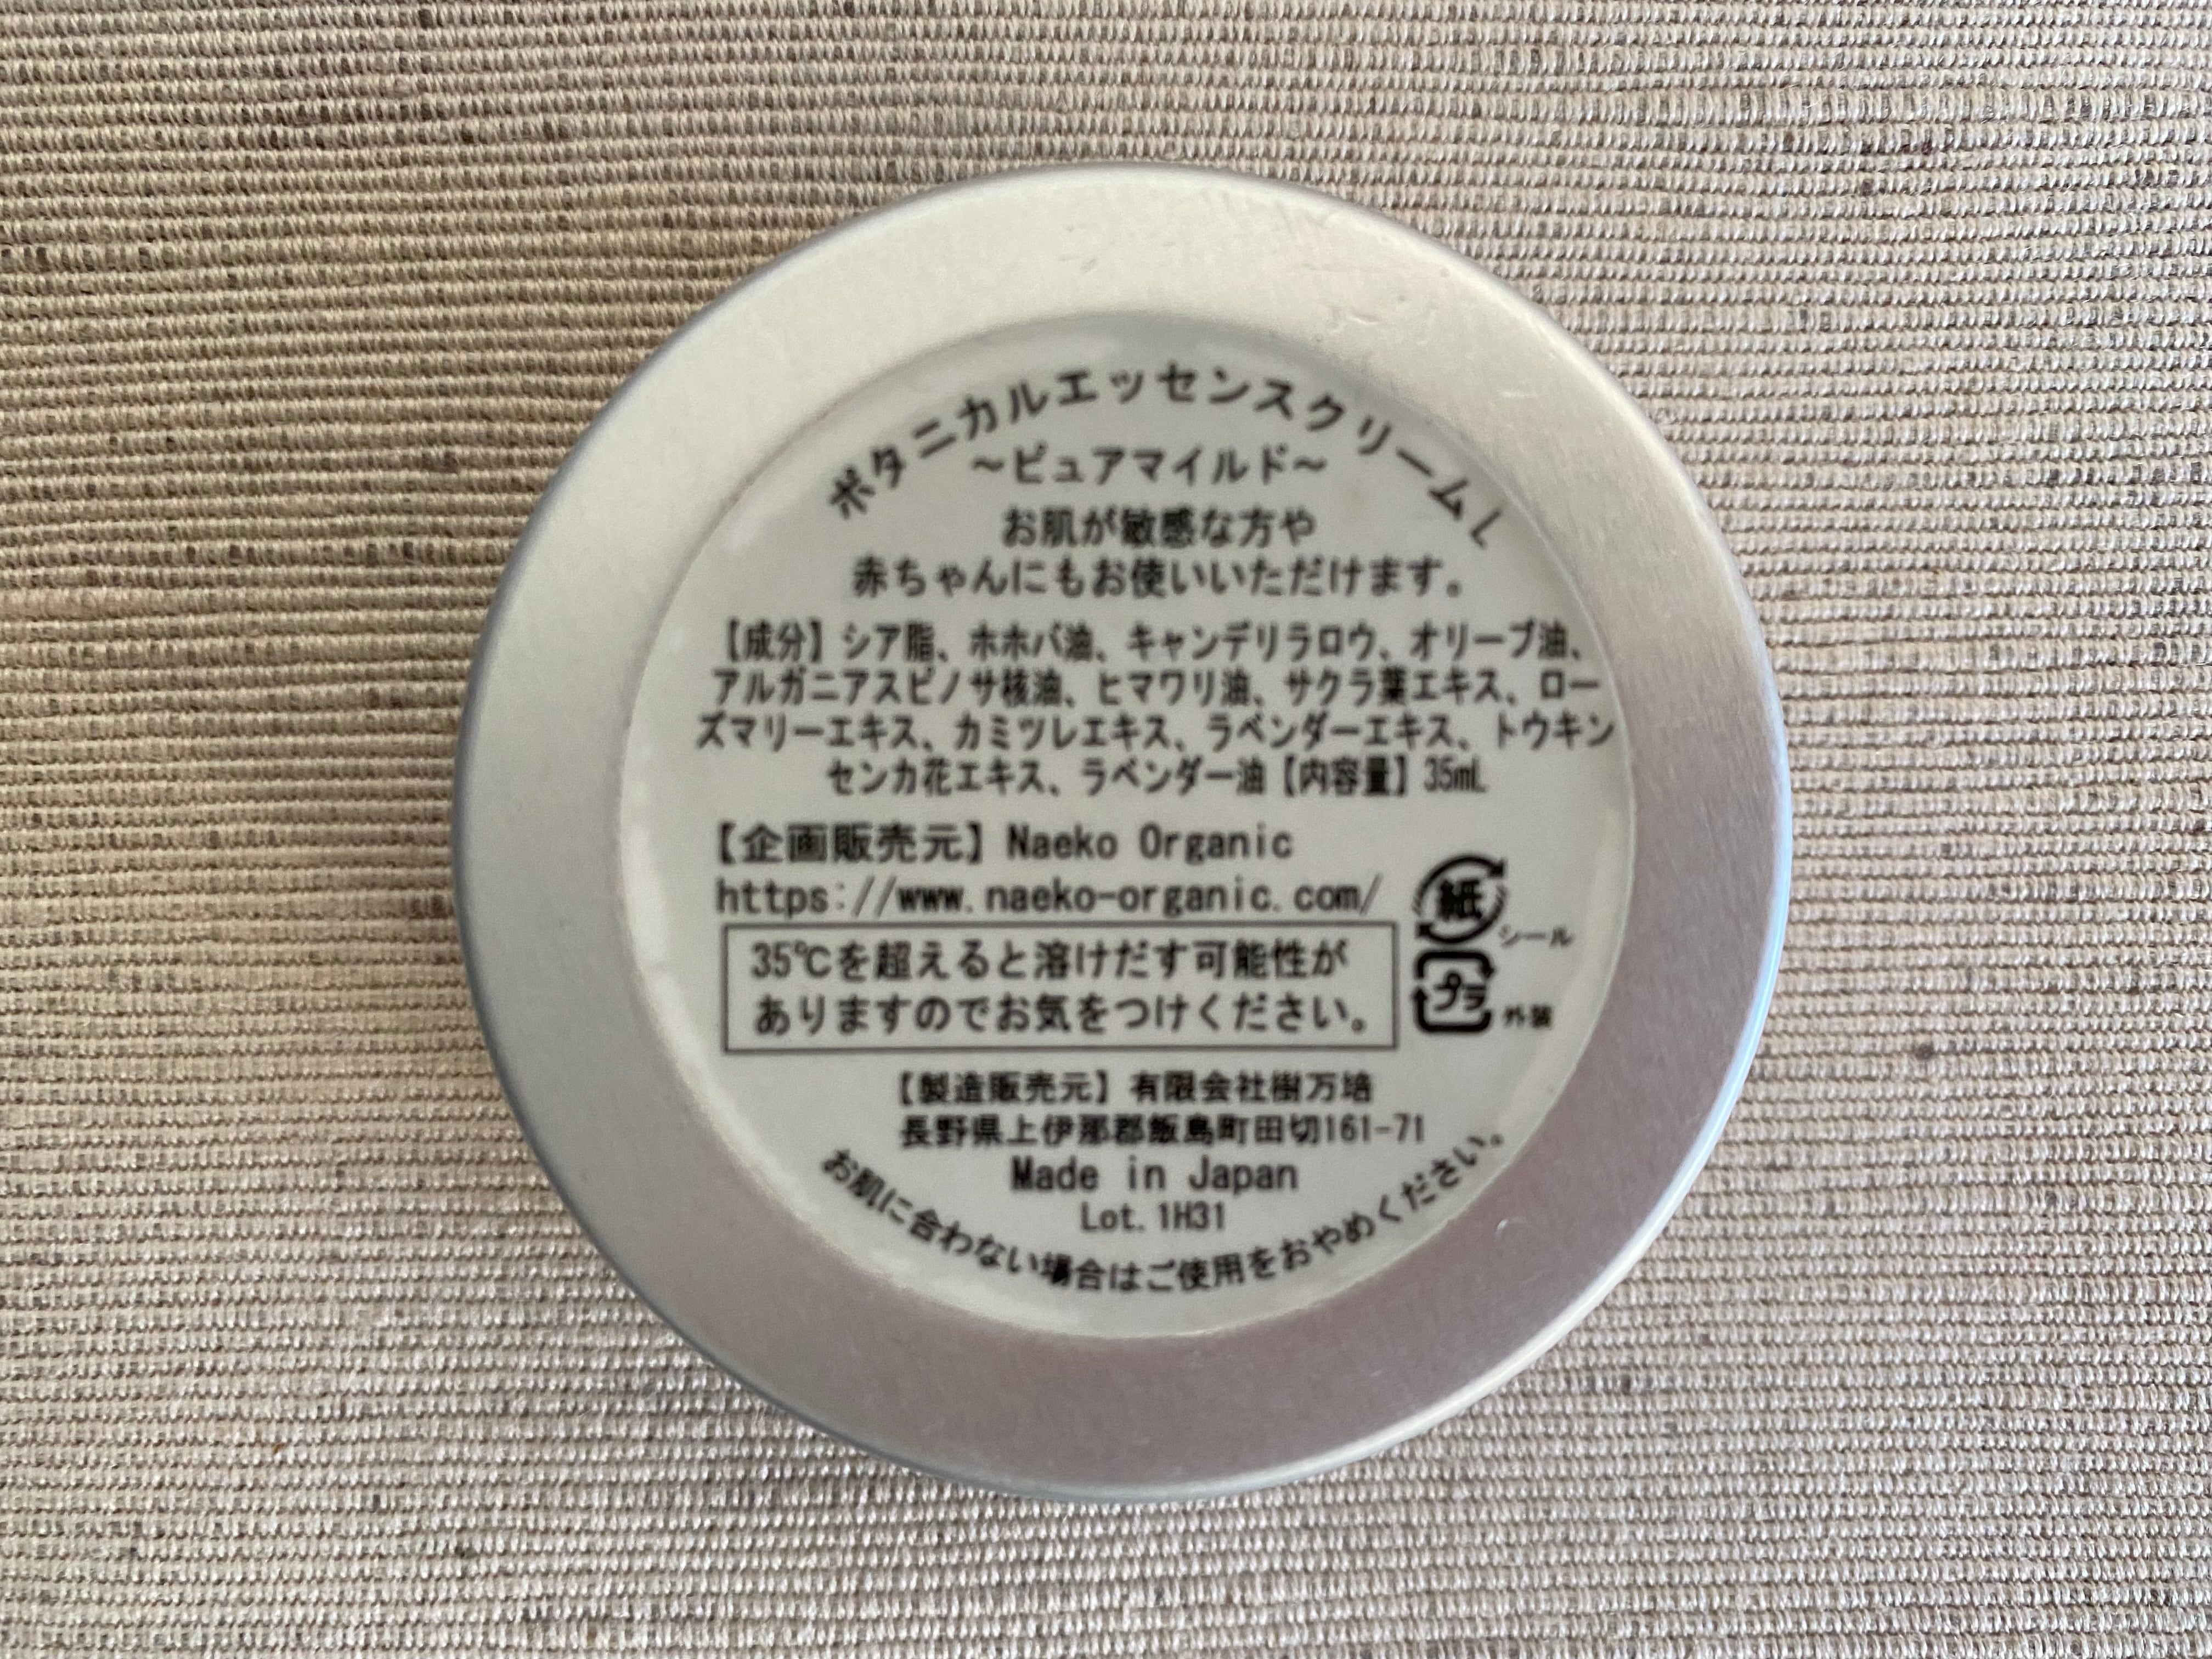 ボタニカルエッセンスクリームL
～ピュアマイルド～
お肌が敏感な方や
赤ちゃんにもお使いいただけます。
【成分】シア脂、ホホバ油、キャンデリラロウ、オリーブ油、
アルガニアスピノサ核油、ヒマワリ油、サクラ葉エキス、ロー
ズマリーエキス、カミツレエキス、ラベンダーエキス、トウキン
センカ花エキス、ラベンダー油【内容量】35mL
【企画販売元】Naeko Organic
https://www.naeko-organic.com/
紙
シール
35℃を超えると溶けだす可能性が
ありますのでお気をつけください。
プラ
外装
【製造販売元】有限会社樹万培
長野県上伊那郡飯島町田切161-71
Made in Japan
Lot.1H31
お肌に合わない場合はご使用をおやめください。